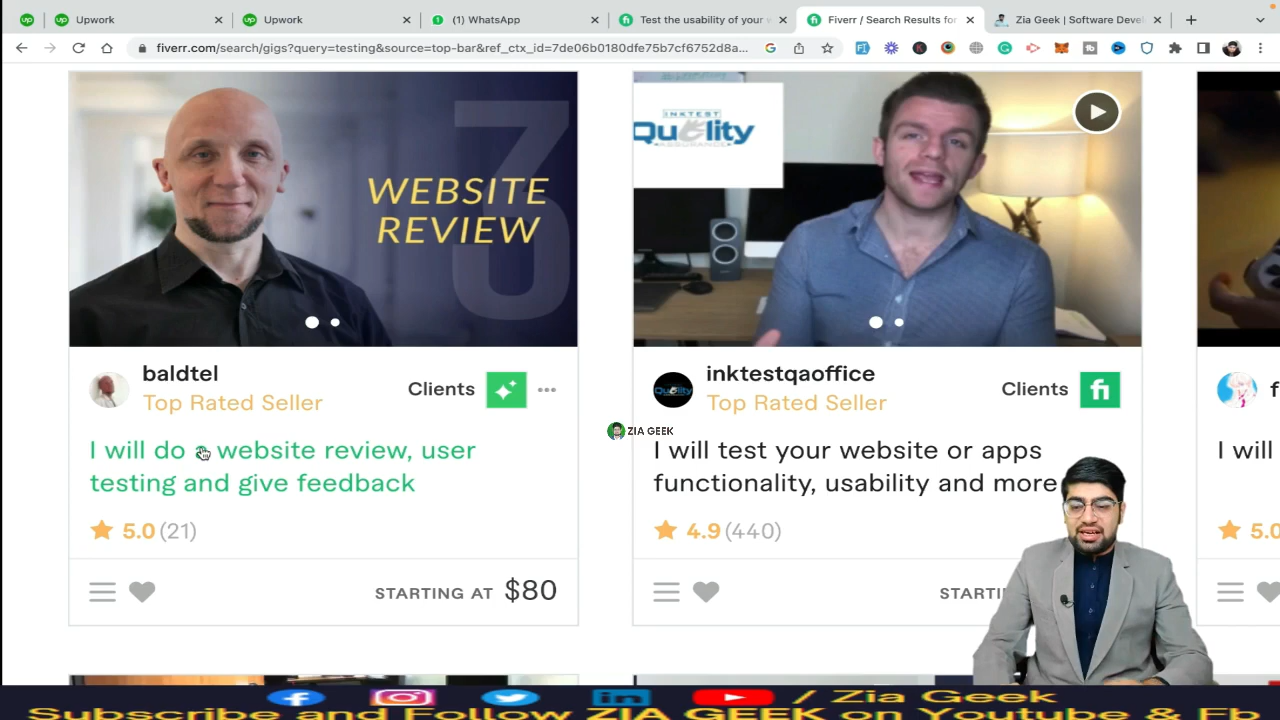 Upwork
Upwork
(1) WhatsApp
Test the usability of your
Fiverr / Search Results for
Zia Geek | Software Devel
fiverr.com/search/gigs?query=testing&source=top-bar&ref_ctx_id=7de06b0180dfe75b7cf6752d8a...
WEBSITE
REVIEW
INKTEST
Quality
baldtel
Top Rated Seller
Clients
I will do a website review, user
testing and give feedback
5.0 (21)
STARTING AT $80
inktestqaoffice
Top Rated Seller
Clients
ZIA GEEK
I will test your website or apps
functionality, usability and more
4.9 (440)
STARTI
f
I will
5.0
/ Zia Geek
Subscribe and Follow ZIA GEEK on Youtube & Fb